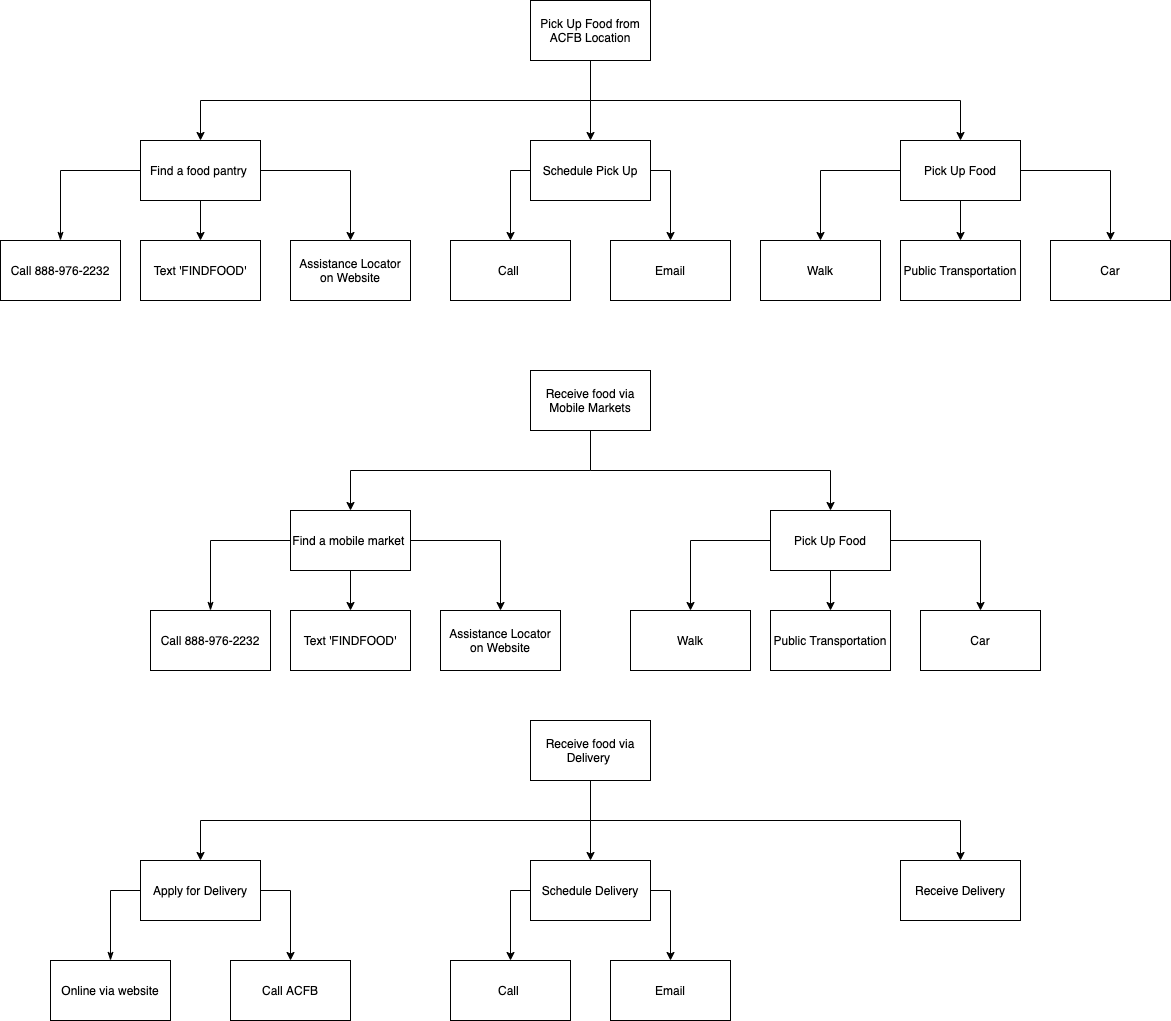 Pick Up Food from
ACFB Location
Find a food pantry
Schedule Pick Up
Pick Up Food
Call 888-976-2232
Text 'FINDFOOD'
Assistance Locator
on Website
Call
Email
Walk
Public Transportation
Car
Receive food via
Mobile Markets
Find a mobile market
Pick Up Food
Call 888-976-2232
Text 'FINDFOOD'
Assistance Locator
on Website
Walk
Public Transportation
Car
Receive food via
Delivery
Apply for Delivery
Schedule Delivery
Receive Delivery
Online via website
Call ACFB
Call
Email